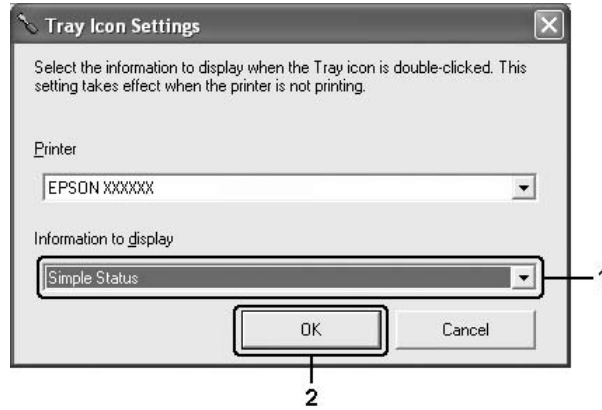 Tray Icon Settings
Select the information to display when the Tray icon is double-clicked. This
setting takes effect when the printer is not printing.
Printer
EPSON XXXXXX
Information to display
Simple Status
1
OK
Cancel
2